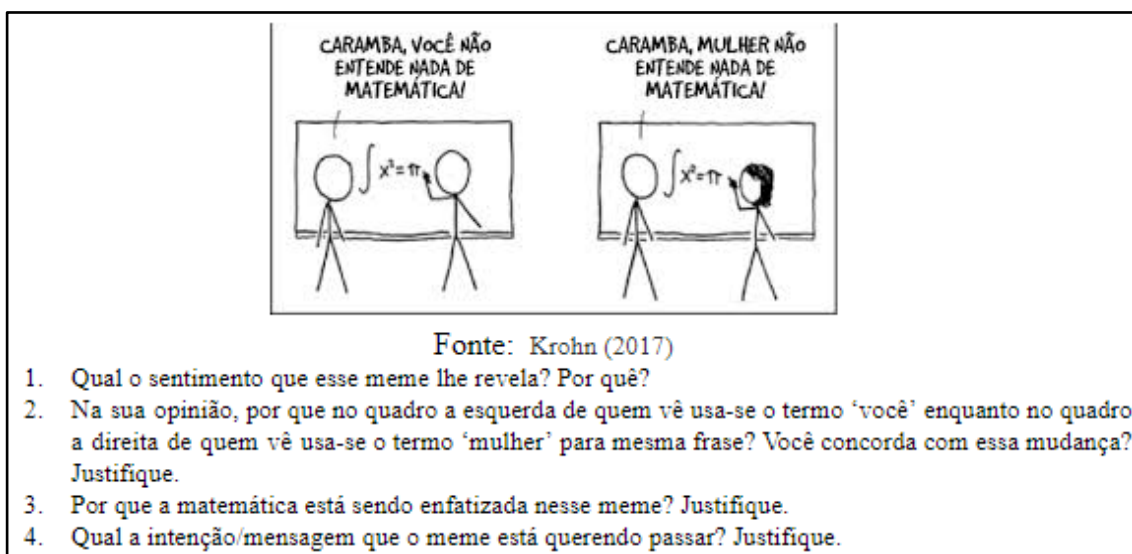 CARAMBA, VOCÊ NÃO
ENTENDE NADA DE
MATEMÁTICA!
∫ x² = π
CARAMBA, MULHER NÃO
ENTENDE NADA DE
MATEMÁTICA!
∫ x² = π
Fonte: Krohn (2017)
1. Qual o sentimento que esse meme lhe revela? Por quê?
2. Na sua opinião, por que no quadro a esquerda de quem vê usa-se o termo ‘você’ enquanto no quadro
a direita de quem vê usa-se o termo ‘mulher’ para mesma frase? Você concorda com essa mudança?
Justifique.
3. Por que a matemática está sendo enfatizada nesse meme? Justifique.
4. Qual a intenção/mensagem que o meme está querendo passar? Justifique.